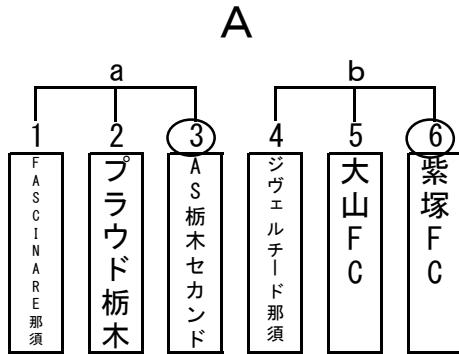 A
a b
1 2 3 4 5 6
FASCINARE那須
プラウド栃木
AS栃木セカンド
ジヴェルチード那須
大山FC
紫塚FC